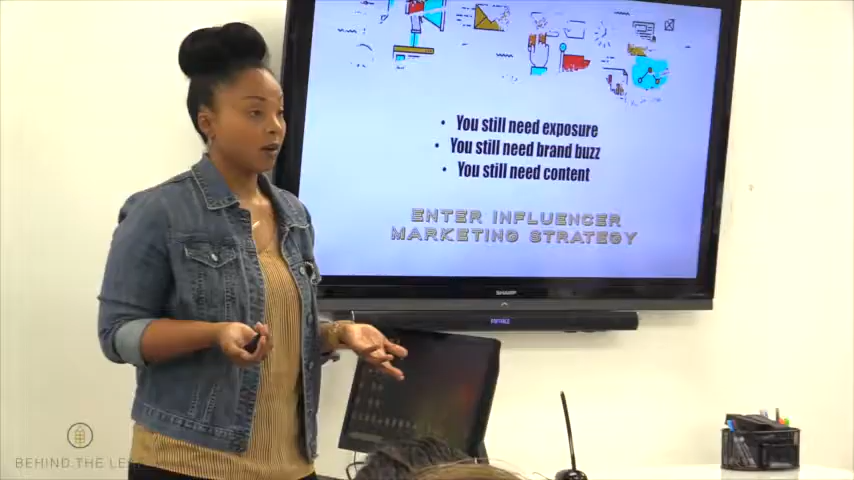 • You still need exposure
• You still need brand buzz
• You still need content
ENTER INFLUENCER
MARKETING STRATEGY
SHARP
BEHIND THE LE